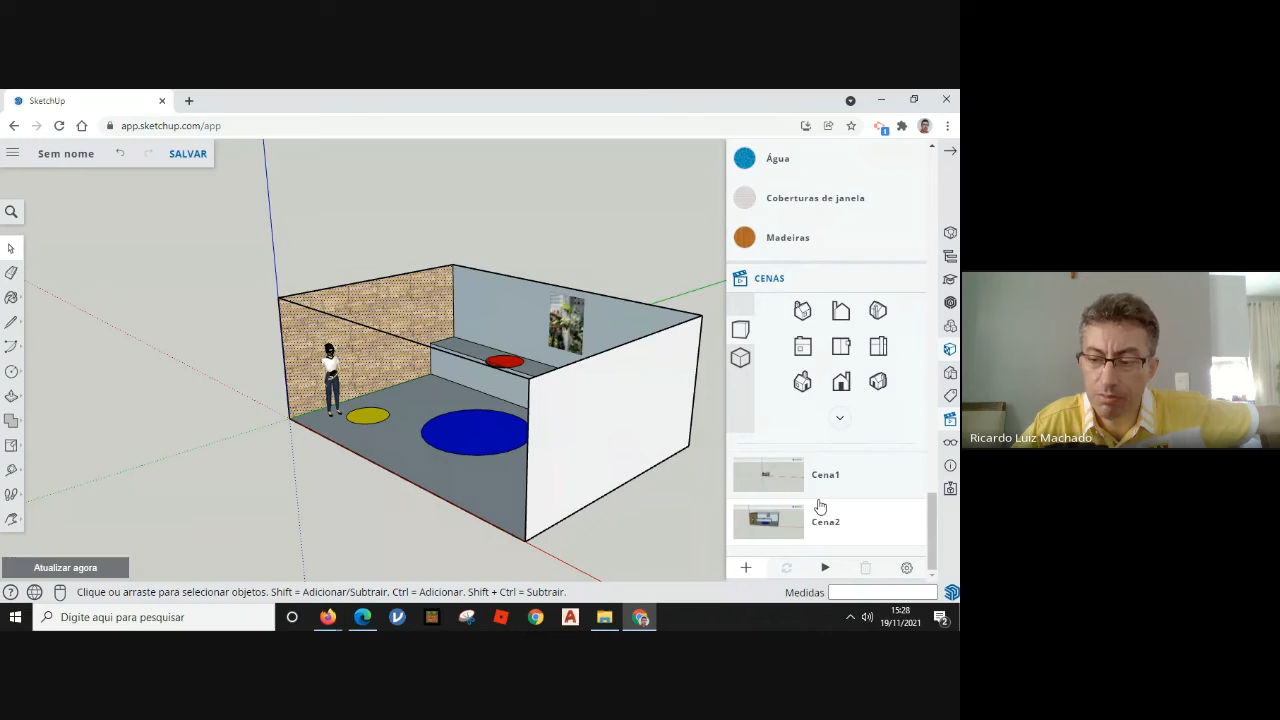 SketchUp
app.sketchup.com/app
1
Sem nome
SALVAR
Água
Coberturas de janela
Madeiras
CENAS
Cena1
Cena2
Atualizar agora
Clique ou arraste para selecionar objetos. Shift = Adicionar/Subtrair, Ctrl = Adicionar. Shift + Ctrl = Subtrair.
Medidas
Digite aqui para pesquisar
15:28
19/11/2021
2
Ricardo Luiz Machado